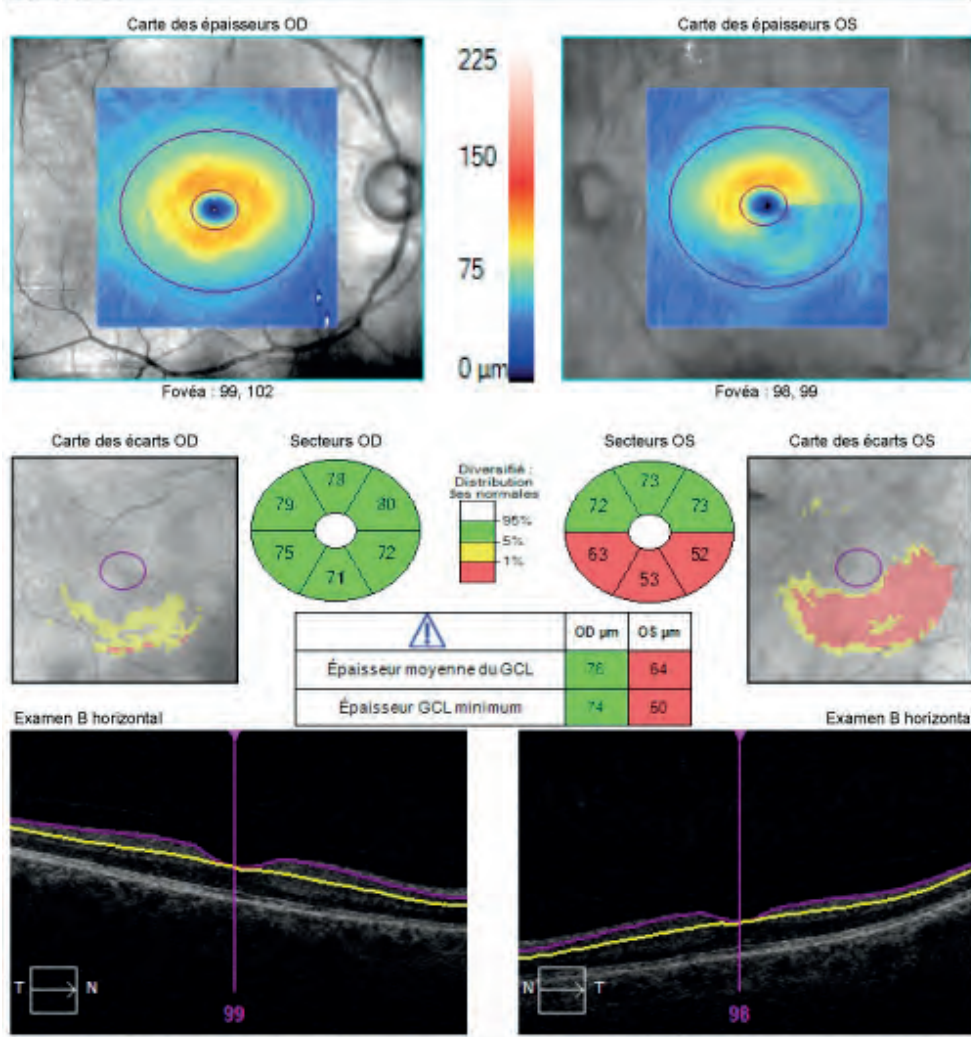 Carte des épaisseurs OD
Carte des épaisseurs OS
225
150
75
0 µm
Fovéa : 99, 102
Fovéa : 98, 99
Carte des écarts OD
Secteurs OD
Secteurs OS
Carte des écarts OS
Diversifié :
Distribution
des normales
95%
5%
1%
78
79
80
75
72
71
73
72
73
63
52
53
OD µm
OS µm
Épaisseur moyenne du GCL
76
64
Épaisseur GCL minimum
74
50
Examen B horizontal
Examen B horizonta
T
N
99
N
T
98